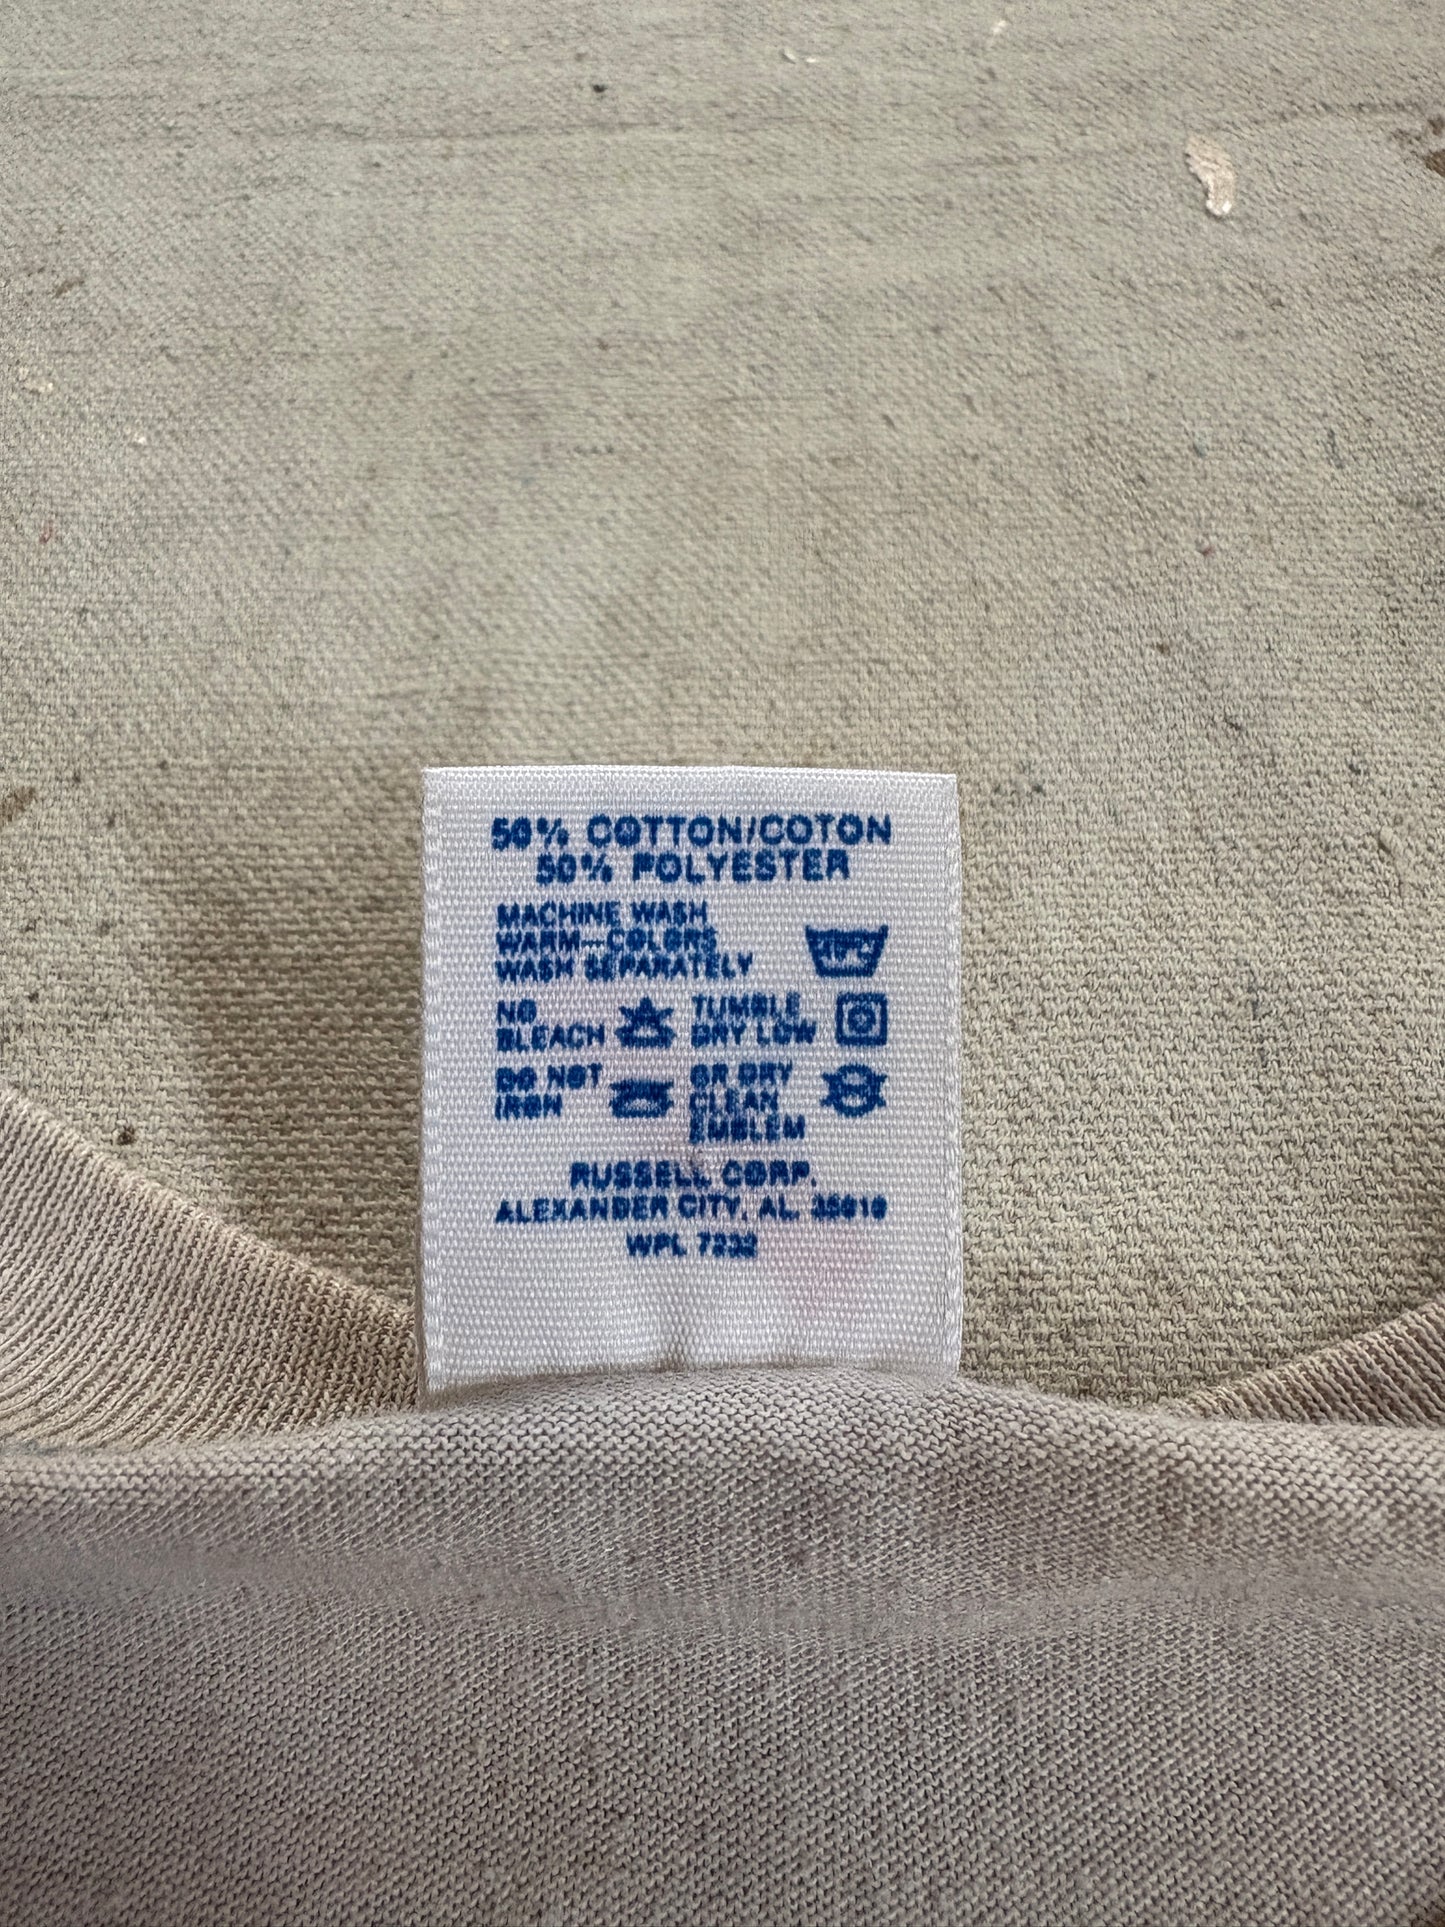 50% COTTON/COTON
50% POLYESTER
MACHINE WASH
WARM—COLORS
WASH SEPARATELY
NO
BLEACH
TUMBLE
DRY LOW
DO NOT
IRON
OR DRY
CLEAN
EMBLEM
RUSSELL CORP.
ALEXANDER CITY, AL 35010
WPL 7232